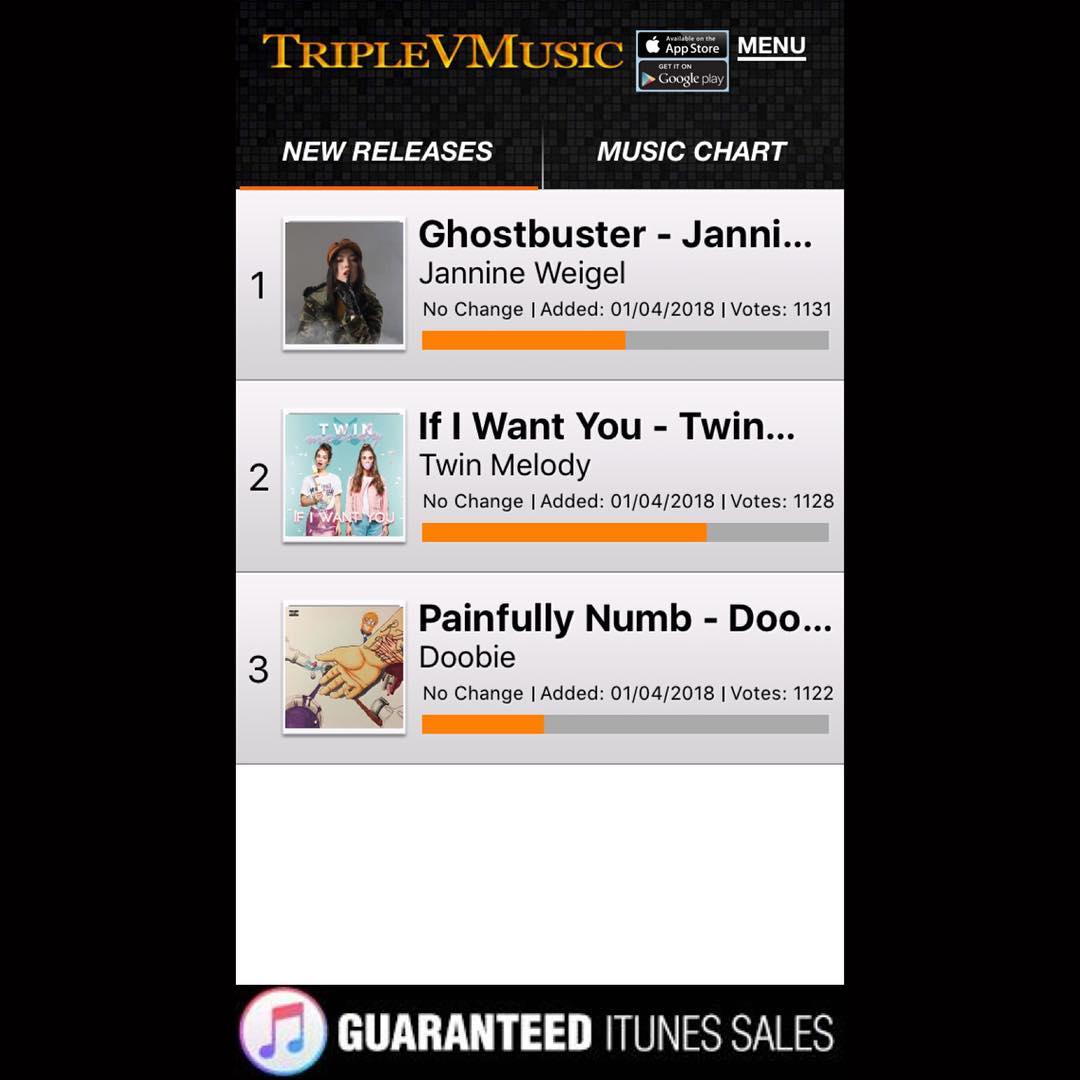 TRIPLEVMUSIC
Available on the
App Store
GET IT ON
Google play
MENU
NEW RELEASES
MUSIC CHART
1
Ghostbuster - Janni...
Jannine Weigel
No Change | Added: 01/04/2018 | Votes: 1131
2
TWIN
melody
IF I WANT YOU
If I Want You - Twin...
Twin Melody
No Change | Added: 01/04/2018 | Votes: 1128
3
Painfully Numb - Doo...
Doobie
No Change | Added: 01/04/2018 | Votes: 1122
GUARANTEED ITUNES SALES